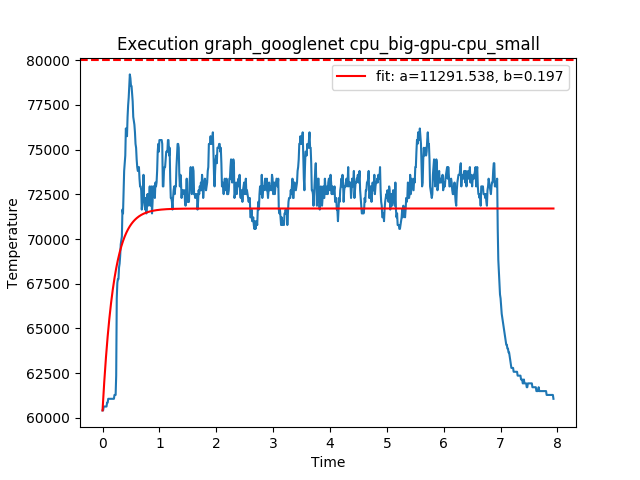 Execution graph_googlenet cpu_big-gpu-cpu_small
80000
77500
75000
72500
70000
67500
65000
62500
60000
Temperature
fit: a=11291.538, b=0.197
0 1 2 3 4 5 6 7 8
Time